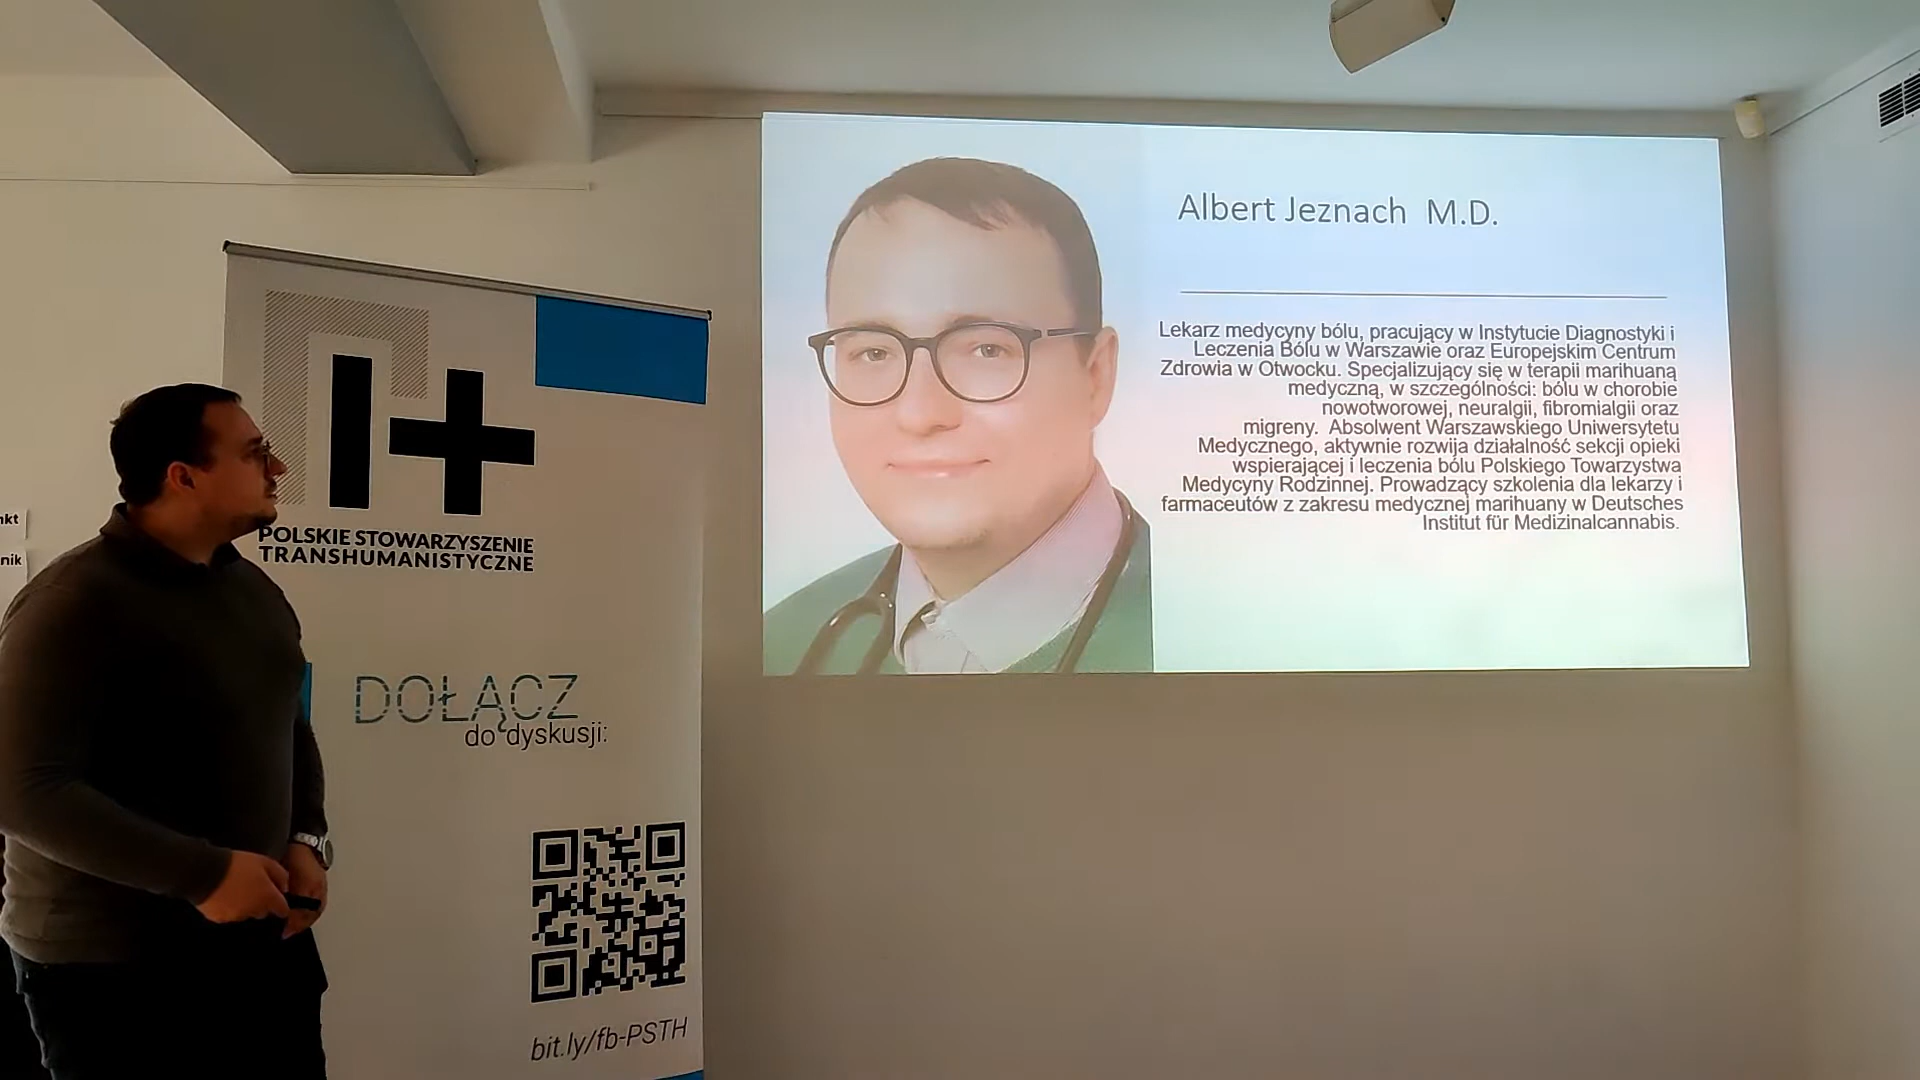 nkt
nik
H+
POLSKIE STOWARZYSZENIE
TRANSHUMANISTYCZNE
DOŁĄCZ
do dyskusji:
bit.ly/fb-PSTH
Albert Jeznach M.D.
Lekarz medycyny bólu, pracujący w Instytucie Diagnostyki i
Leczenia Bólu w Warszawie oraz Europejskim Centrum
Zdrowia w Otwocku. Specjalizujący się w terapii marihuaną
medyczną, w szczególności: bólu w chorobie
nowotworowej, neuralgii, fibromialgii oraz
migreny. Absolwent Warszawskiego Uniwersytetu
Medycznego, aktywnie rozwija działalność sekcji opieki
wspierającej i leczenia bólu Polskiego Towarzystwa
Medycyny Rodzinnej. Prowadzący szkolenia dla lekarzy i
farmaceutów z zakresu medycznej marihuany w Deutsches
Institut für Medizinalcannabis.